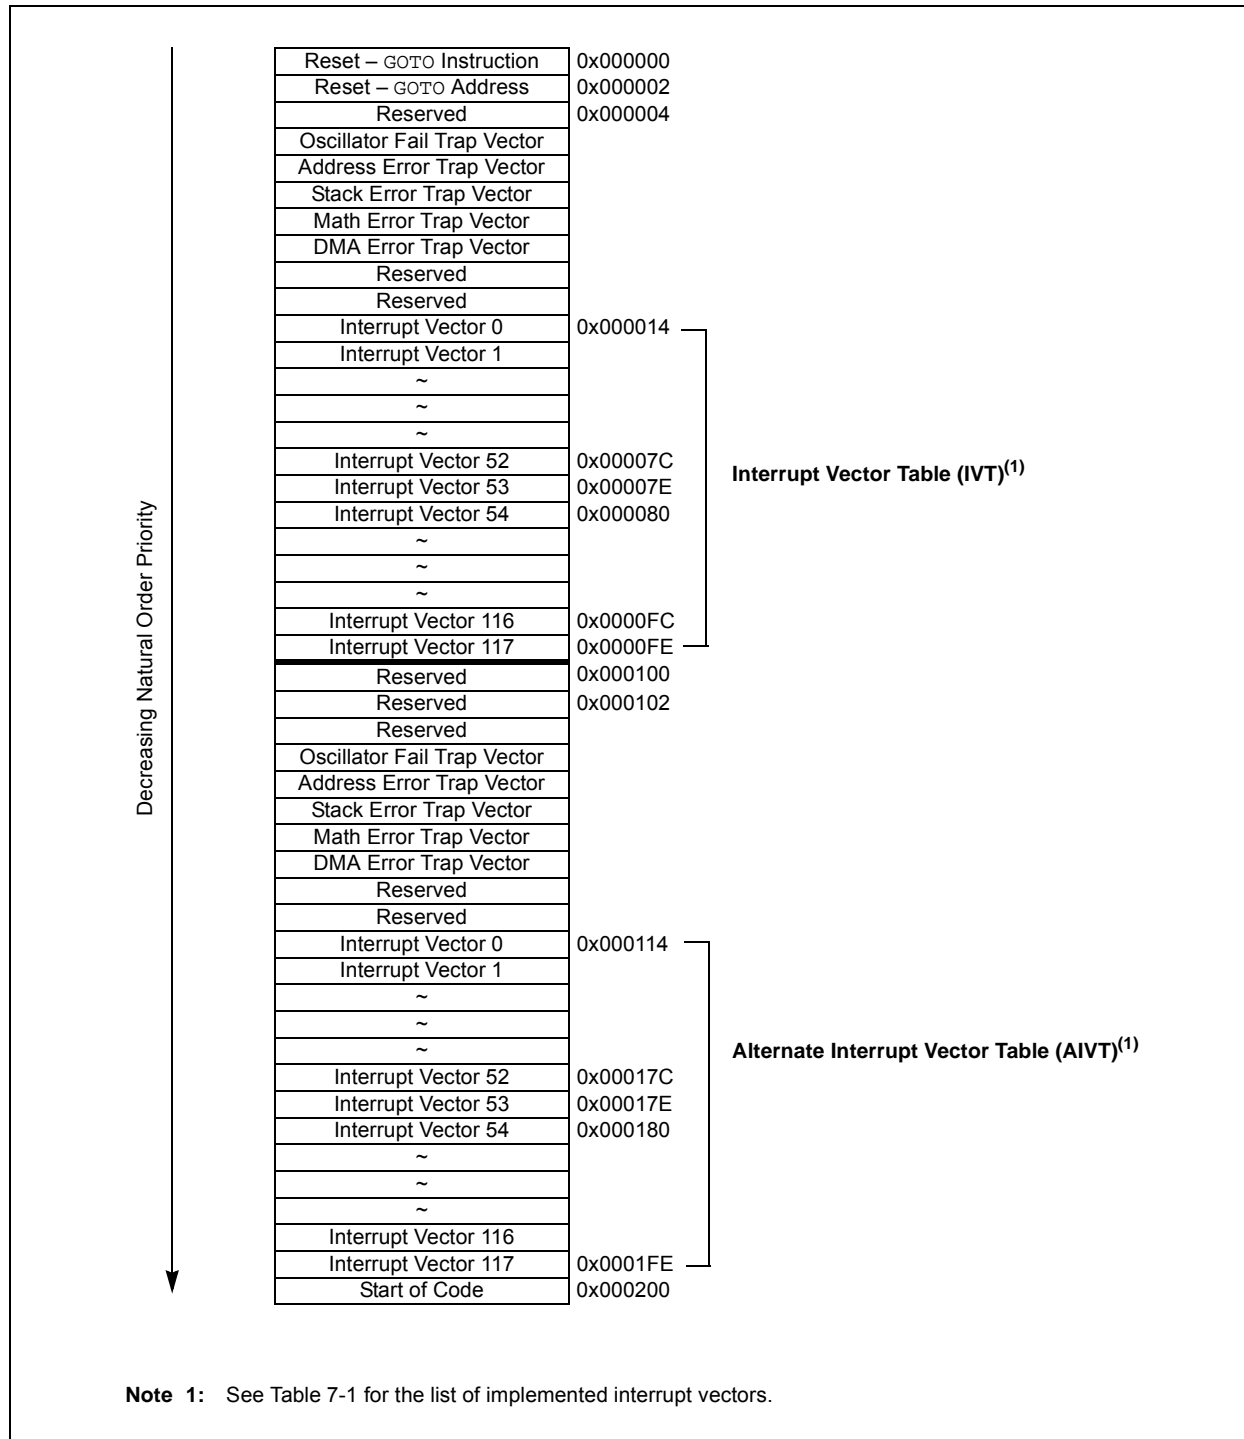 Reset – GOTO Instruction 0x000000
Reset – GOTO Address 0x000002
Reserved 0x000004
Oscillator Fail Trap Vector
Address Error Trap Vector
Stack Error Trap Vector
Math Error Trap Vector
DMA Error Trap Vector
Reserved
Reserved
Interrupt Vector 0 0x000014
Interrupt Vector 1
~
~
~
Interrupt Vector 52 0x00007C
Interrupt Vector Table (IVT)(1)
Interrupt Vector 53 0x00007E
Interrupt Vector 54 0x000080
~
~
~
Interrupt Vector 116 0x0000FC
Interrupt Vector 117 0x0000FE
Decreasing Natural Order Priority
Reserved 0x000100
Reserved 0x000102
Reserved
Oscillator Fail Trap Vector
Address Error Trap Vector
Stack Error Trap Vector
Math Error Trap Vector
DMA Error Trap Vector
Reserved
Reserved
Interrupt Vector 0 0x000114
Interrupt Vector 1
~
~
~
Alternate Interrupt Vector Table (AIVT)(1)
Interrupt Vector 52 0x00017C
Interrupt Vector 53 0x00017E
Interrupt Vector 54 0x000180
~
~
~
Interrupt Vector 116
Interrupt Vector 117 0x0001FE
Start of Code 0x000200
Note 1: See Table 7-1 for the list of implemented interrupt vectors.